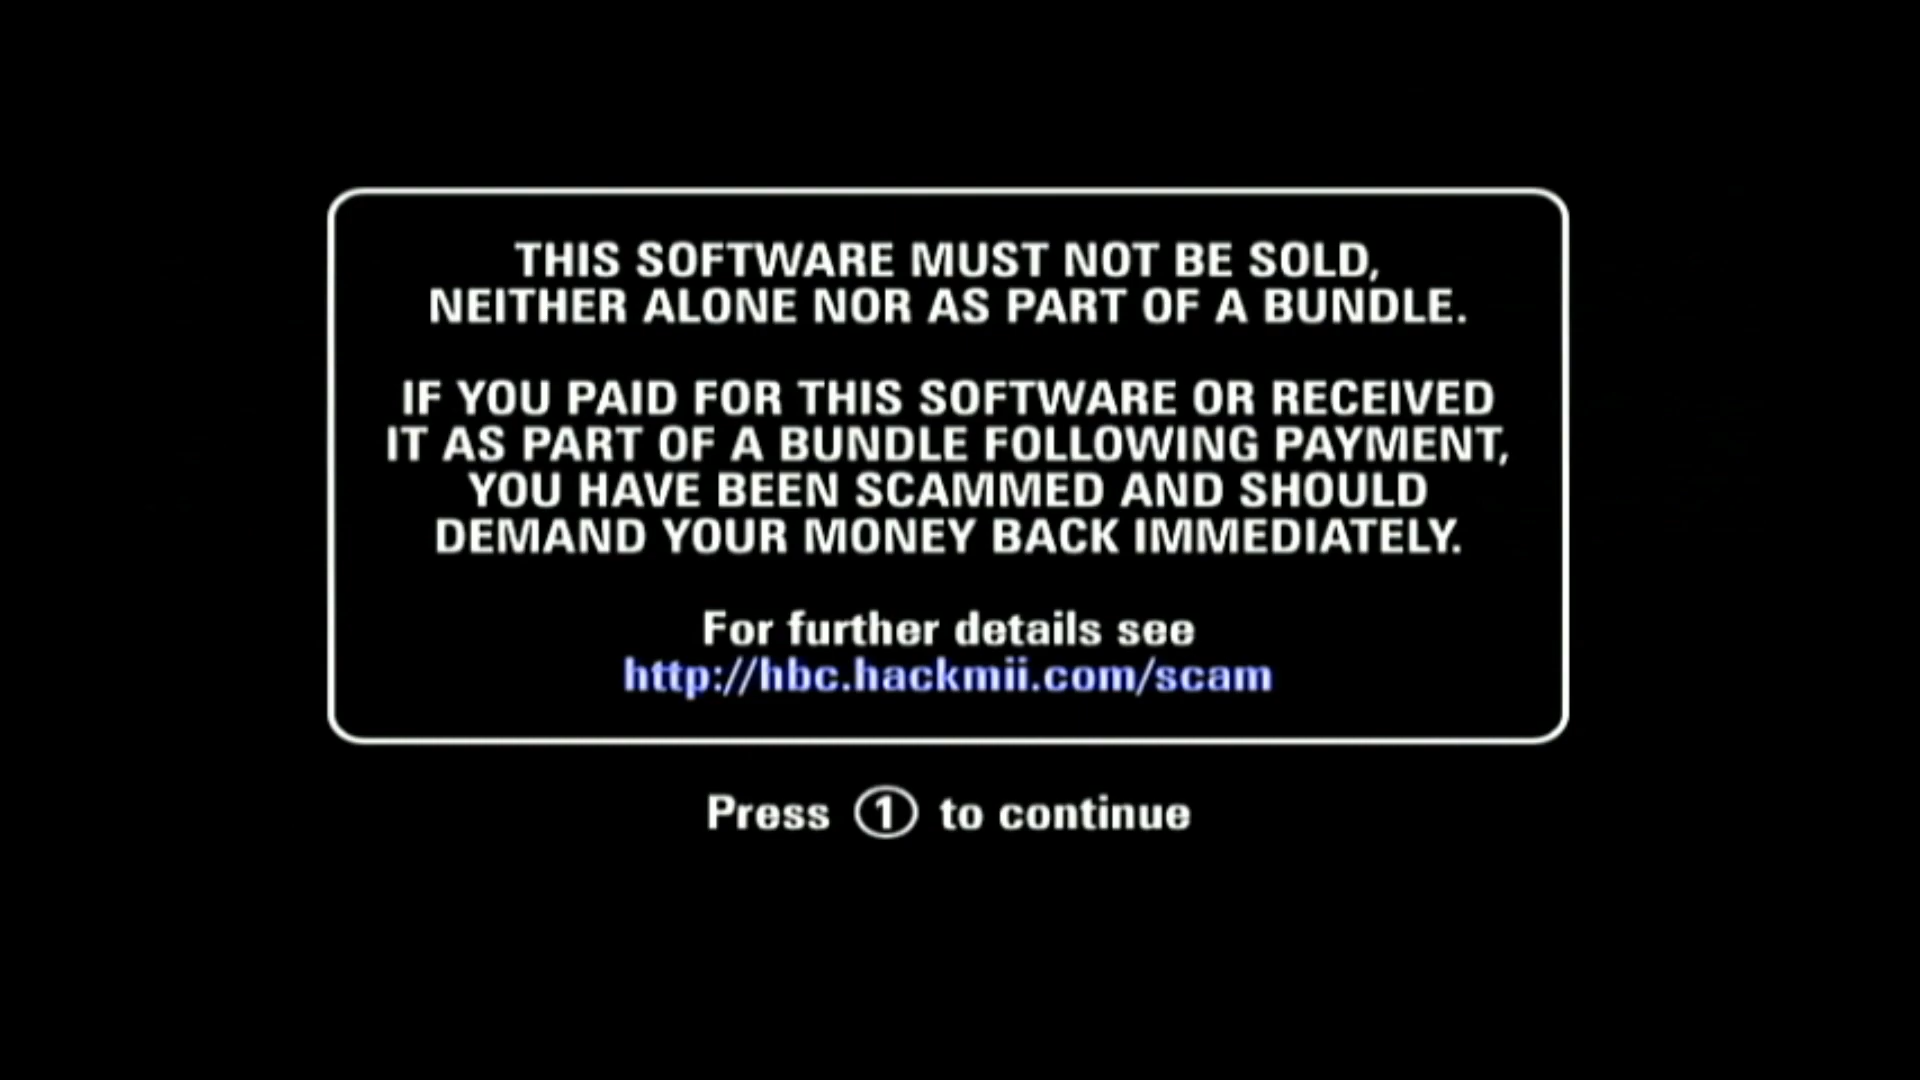 THIS SOFTWARE MUST NOT BE SOLD,
NEITHER ALONE NOR AS PART OF A BUNDLE.
IF YOU PAID FOR THIS SOFTWARE OR RECEIVED
IT AS PART OF A BUNDLE FOLLOWING PAYMENT,
YOU HAVE BEEN SCAMMED AND SHOULD
DEMAND YOUR MONEY BACK IMMEDIATELY.
For further details see
http://hbc.hackmii.com/scam
Press 1 to continue